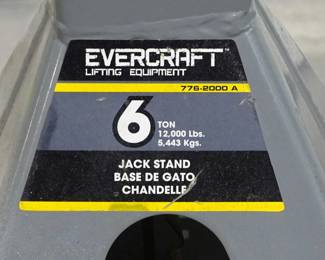 EVERCRAFT™
LIFTING EQUIPMENT
776-2000 A
6 TON
12,000 Lbs.
5,443 Kgs.
JACK STAND
BASE DE GATO
CHANDELLE